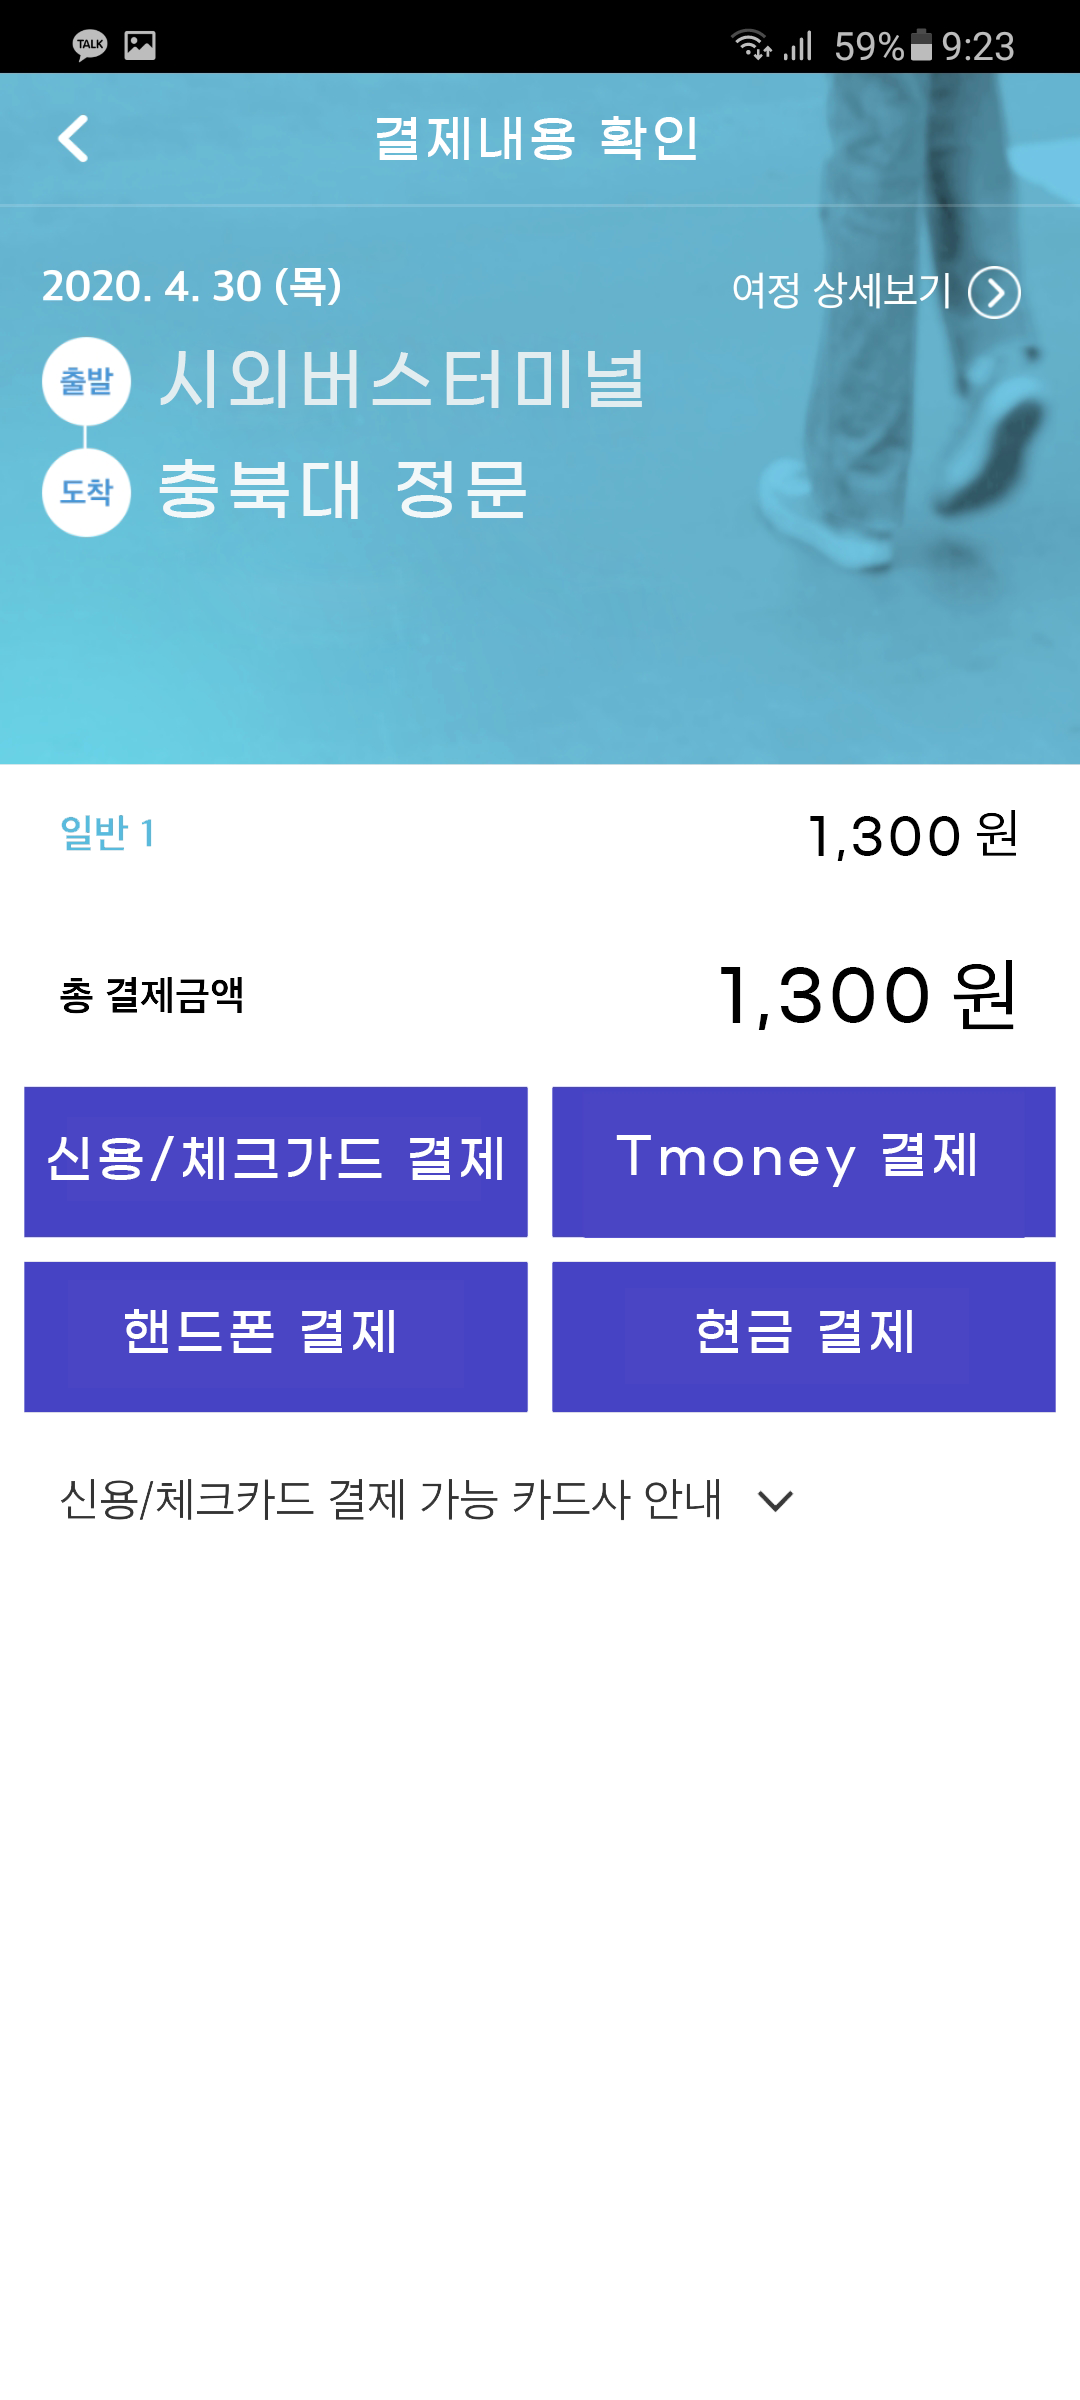 TALK 59% 9:23
결제내용 확인
2020. 4. 30 (목)
여정 상세보기
출발 시외버스터미널
도착 충북대 정문
일반 1 1,300 원
총 결제금액 1,300 원
신용/체크가드 결제 Tmoney 결제
핸드폰 결제 현금 결제
신용/체크카드 결제 가능 카드사 안내